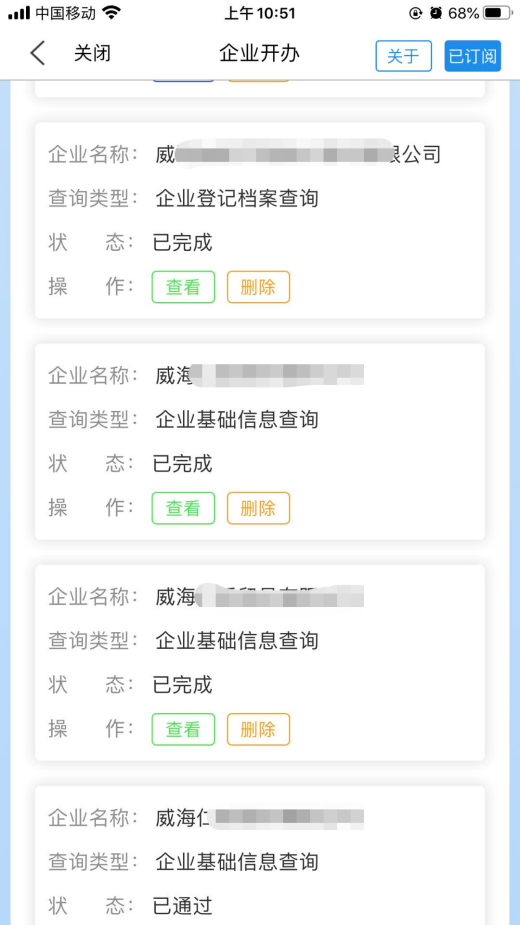 中国移动 上午10:51 68%
关闭 企业开办 关于 已订阅
企业名称： 威 限公司
查询类型： 企业登记档案查询
状 态： 已完成
操 作： 查看 删除
企业名称： 威海
查询类型： 企业基础信息查询
状 态： 已完成
操 作： 查看 删除
企业名称： 威海
查询类型： 企业基础信息查询
状 态： 已完成
操 作： 查看 删除
企业名称： 威海仁
查询类型： 企业基础信息查询
状 态： 已通过